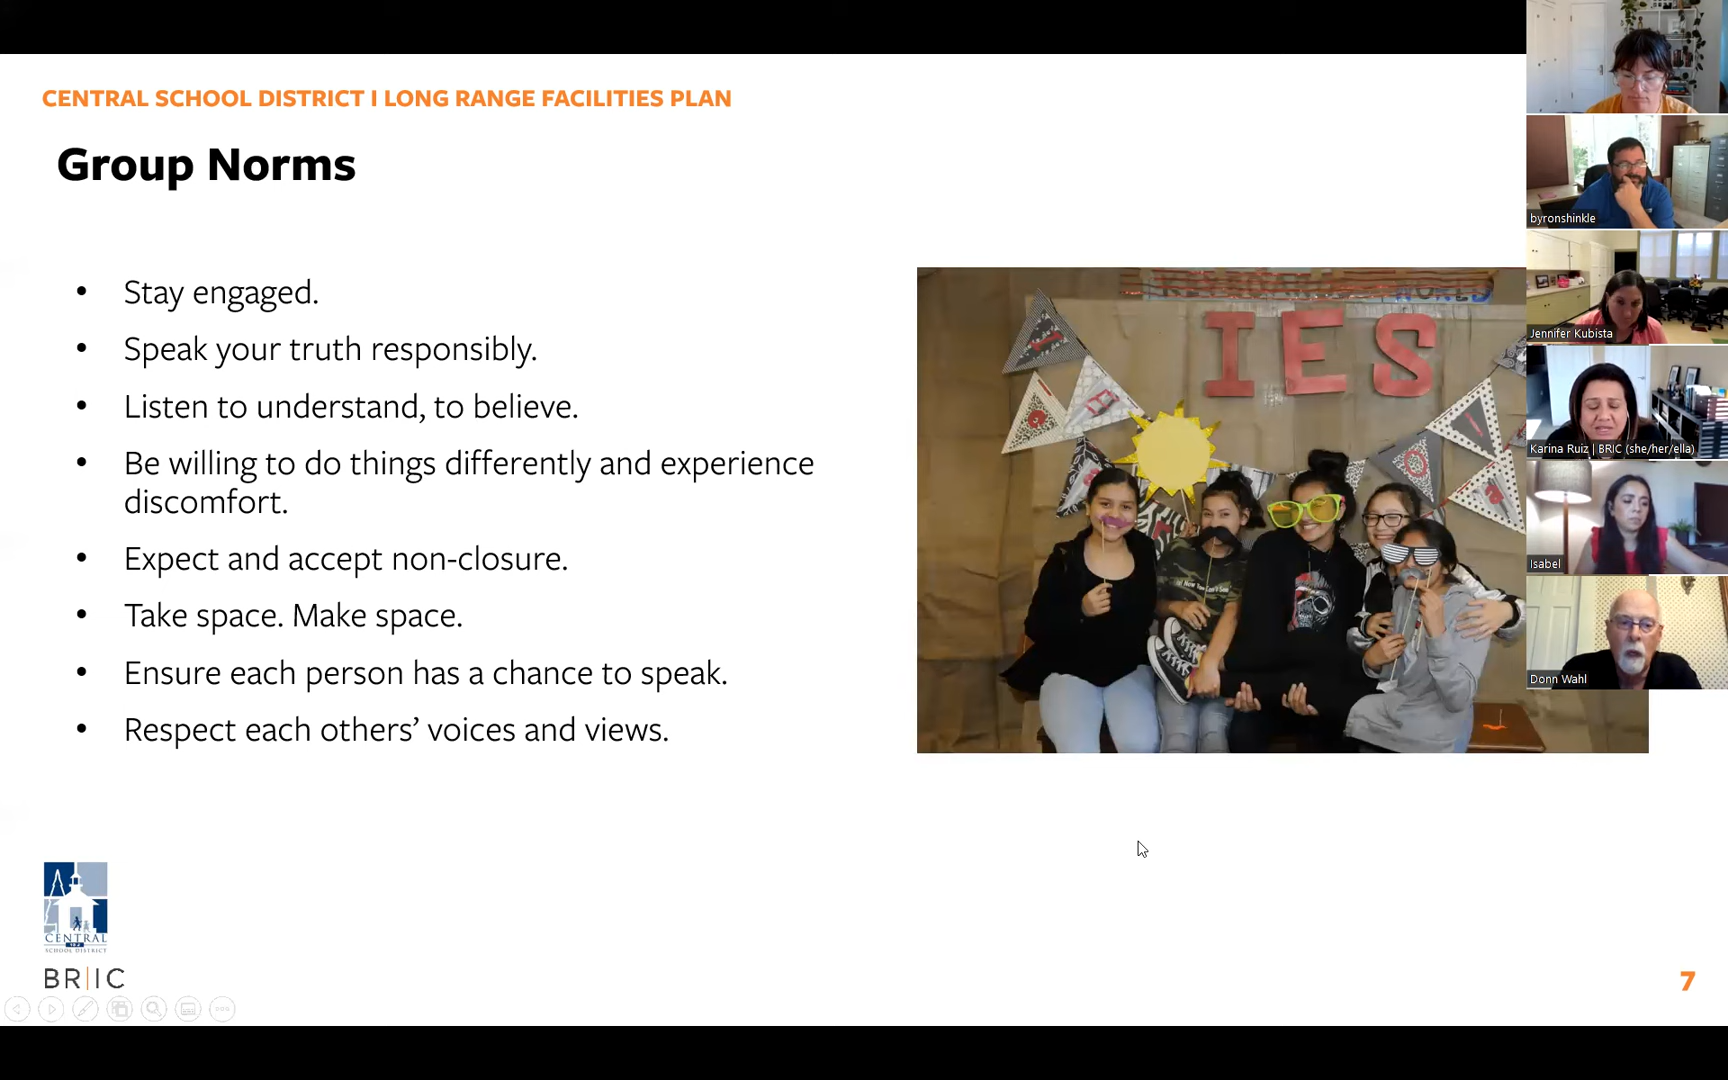 CENTRAL SCHOOL DISTRICT I LONG RANGE FACILITIES PLAN
Group Norms
• Stay engaged.
• Speak your truth responsibly.
• Listen to understand, to believe.
• Be willing to do things differently and experience
discomfort.
• Expect and accept non-closure.
• Take space. Make space.
• Ensure each person has a chance to speak.
• Respect each others’ voices and views.
IES
byronshinkle
Jennifer Kubista
Karina Ruiz | BRIC (she/her/ella)
Isabel
Donn Wahl
CENTRAL
SCHOOL DISTRICT
BR|IC
7